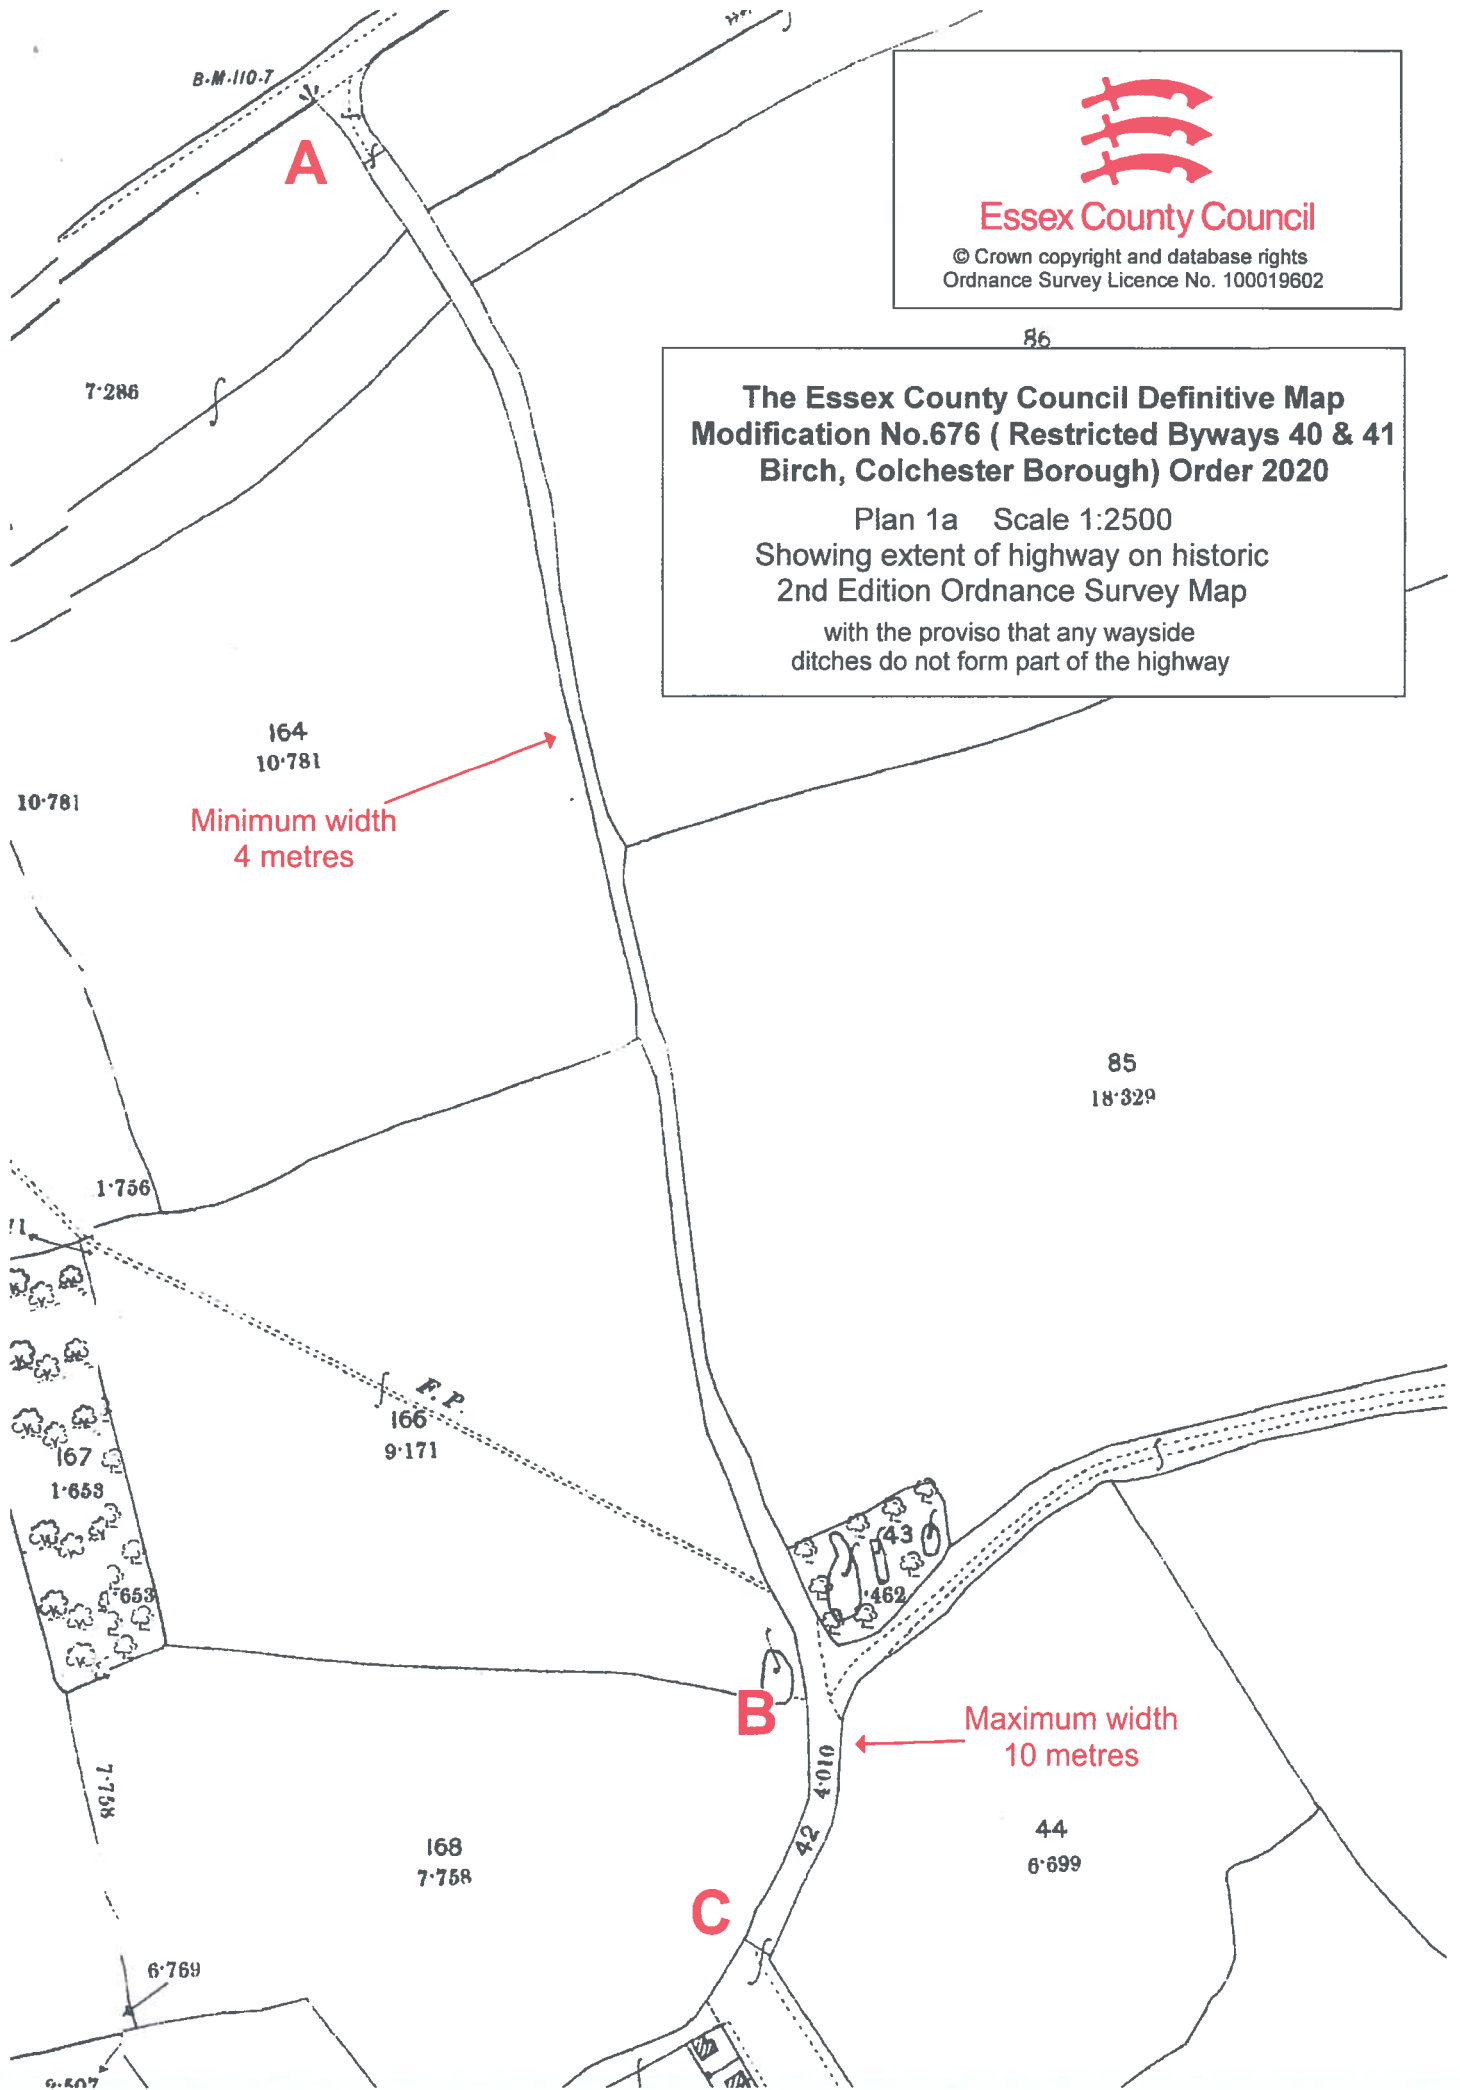 B.M.110.7
A
Essex County Council
© Crown copyright and database rights
Ordnance Survey Licence No. 100019602
86
The Essex County Council Definitive Map
Modification No.676 ( Restricted Byways 40 & 41
Birch, Colchester Borough) Order 2020
Plan 1a Scale 1:2500
Showing extent of highway on historic
2nd Edition Ordnance Survey Map
with the proviso that any wayside
ditches do not form part of the highway
7·286
164
10·781
10·781
Minimum width
4 metres
85
18·329
1·756
F.P.
166
9·171
167
1·653
43
·462
·653
B
Maximum width
10 metres
4·010
42
7·758
168
7·758
44
6·699
C
6·769